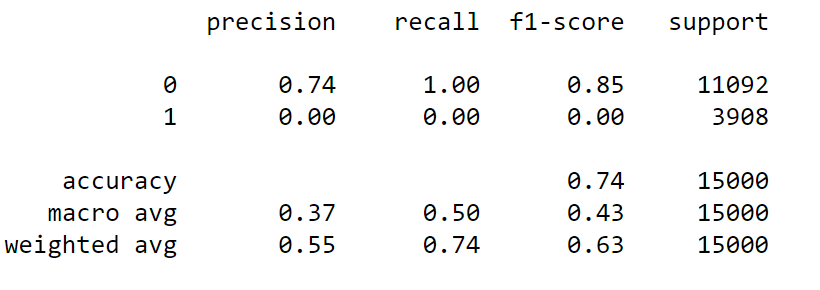 precision recall f1-score support
0 0.74 1.00 0.85 11092
1 0.00 0.00 0.00 3908
accuracy 0.74 15000
macro avg 0.37 0.50 0.43 15000
weighted avg 0.55 0.74 0.63 15000